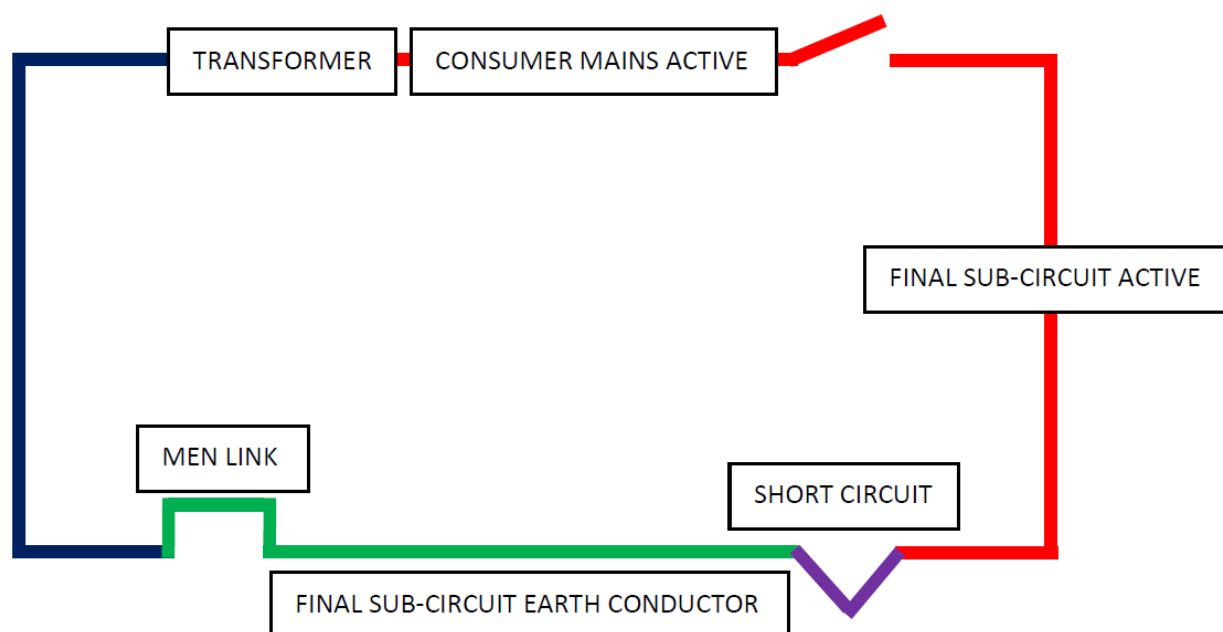 TRANSFORMER
CONSUMER MAINS ACTIVE
FINAL SUB-CIRCUIT ACTIVE
MEN LINK
SHORT CIRCUIT
FINAL SUB-CIRCUIT EARTH CONDUCTOR